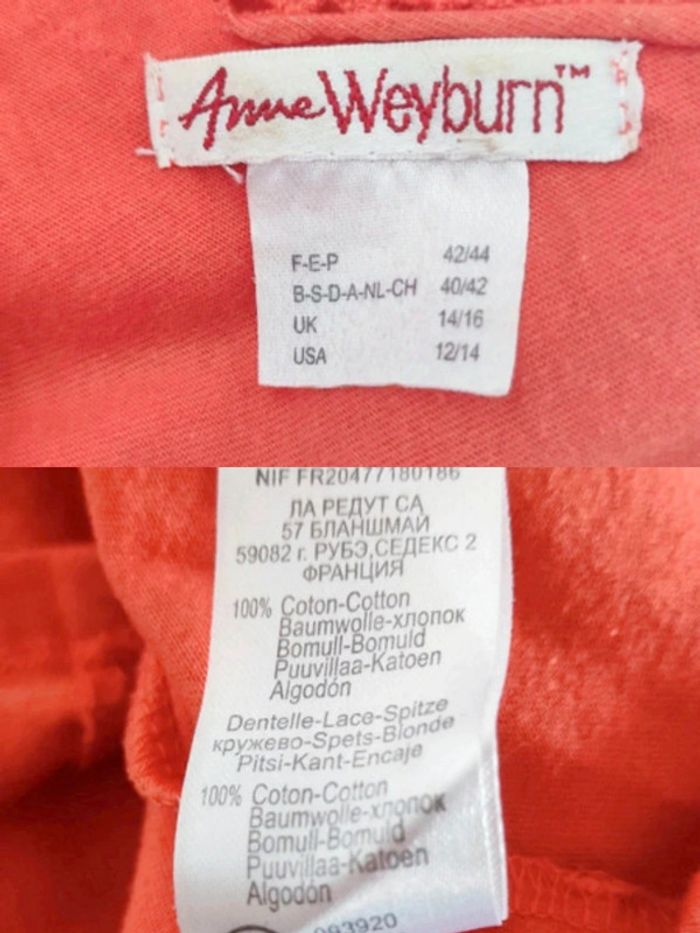 Anne Weyburn™
F-E-P 42/44
B-S-D-A-NL-CH 40/42
UK 14/16
USA 12/14
NIF FR20477180186
ЛА РЕДУТ СА
57 БЛАНШМАЙ
59082 г. РУБЭ,СЕДЕКС 2
ФРАНЦИЯ
100% Coton-Cotton
Baumwolle-хлопок
Bomull-Bomuld
Puuvillaa-Katoen
Algodón
Dentelle-Lace-Spitze
кружево-Spets-Blonde
Pitsi-Kant-Encaje
100% Coton-Cotton
Baumwolle-хлопок
Bomull-Bomuld
Puuvillaa-Katoen
Algodón